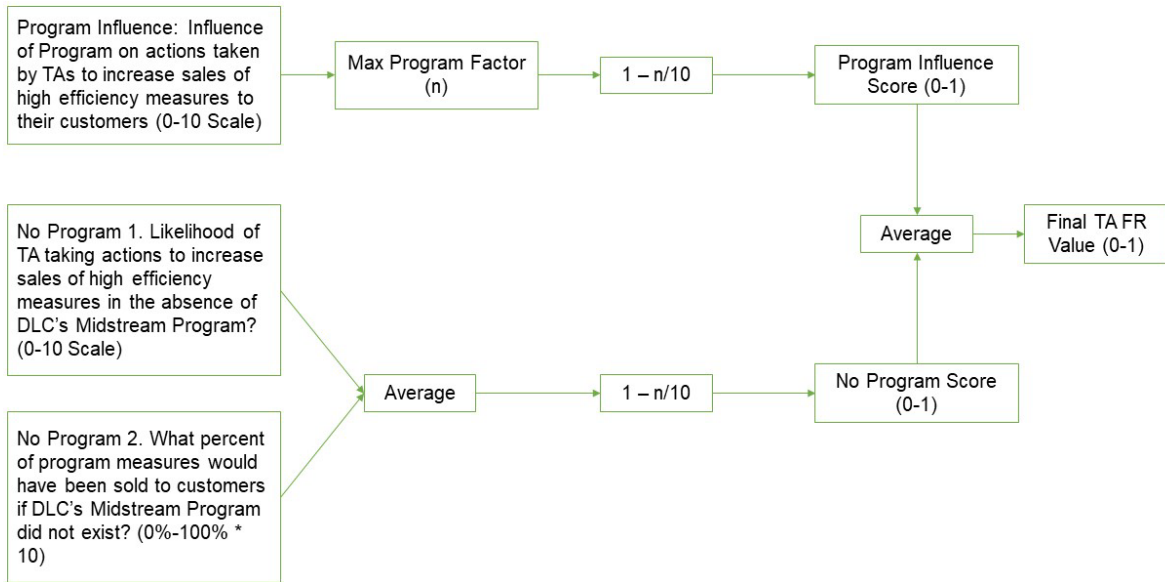 Program Influence: Influence
of Program on actions taken
by TAs to increase sales of
high efficiency measures to
their customers (0-10 Scale)
Max Program Factor
(n)
1 – n/10
Program Influence
Score (0-1)
No Program 1. Likelihood of
TA taking actions to increase
sales of high efficiency
measures in the absence of
DLC’s Midstream Program?
(0-10 Scale)
Average
Final TA FR
Value (0-1)
No Program 2. What percent
of program measures would
have been sold to customers
if DLC’s Midstream Program
did not exist? (0%-100% *
10)
Average
1 – n/10
No Program Score
(0-1)